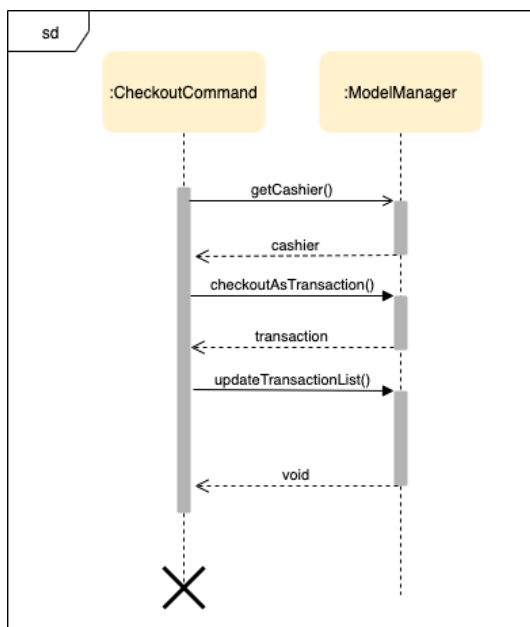 sd
:CheckoutCommand
:ModelManager
getCashier()
cashier
checkoutAsTransaction()
transaction
updateTransactionList()
void